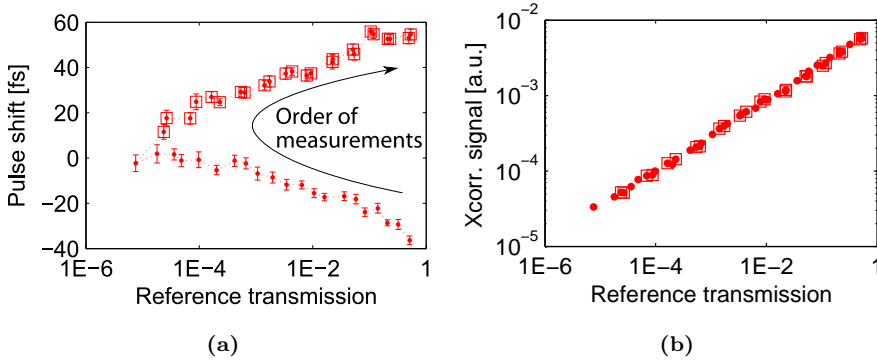 60
40
20
0
−20
−40
Pulse shift [fs]
Order of
measurements
1E−6
1E−4
1E−2
1
Reference transmission
(a)
10⁻²
10⁻³
10⁻⁴
10⁻⁵
Xcorr. signal [a.u.]
1E−6
1E−4
1E−2
1
Reference transmission
(b)